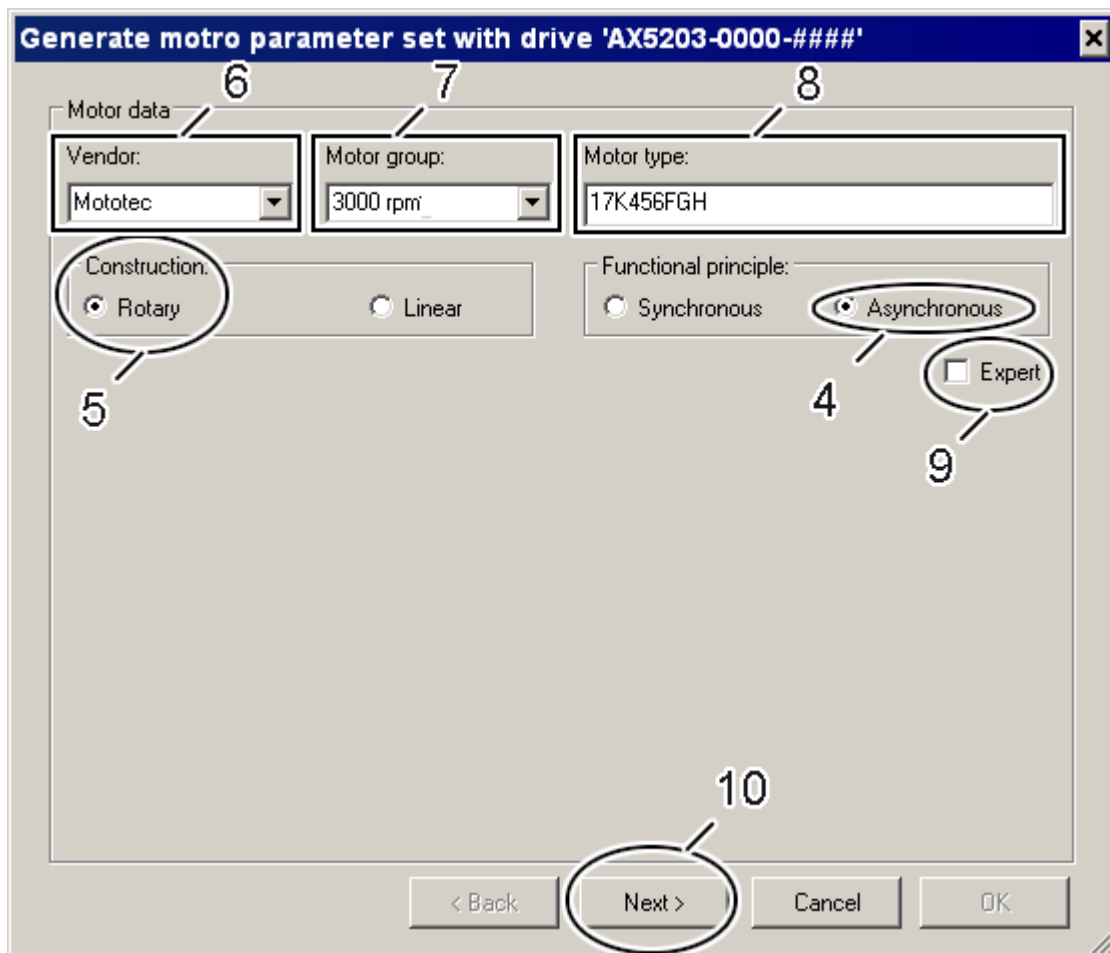 Generate motro parameter set with drive 'AX5203-0000-####'
6 7 8
Motor data
Vendor: Motor group: Motor type:
Mototec 3000 rpm 17K456FGH
Construction: Functional principle:
Rotary Linear Synchronous Asynchronous
Expert
5 4
9
10
< Back Next > Cancel OK